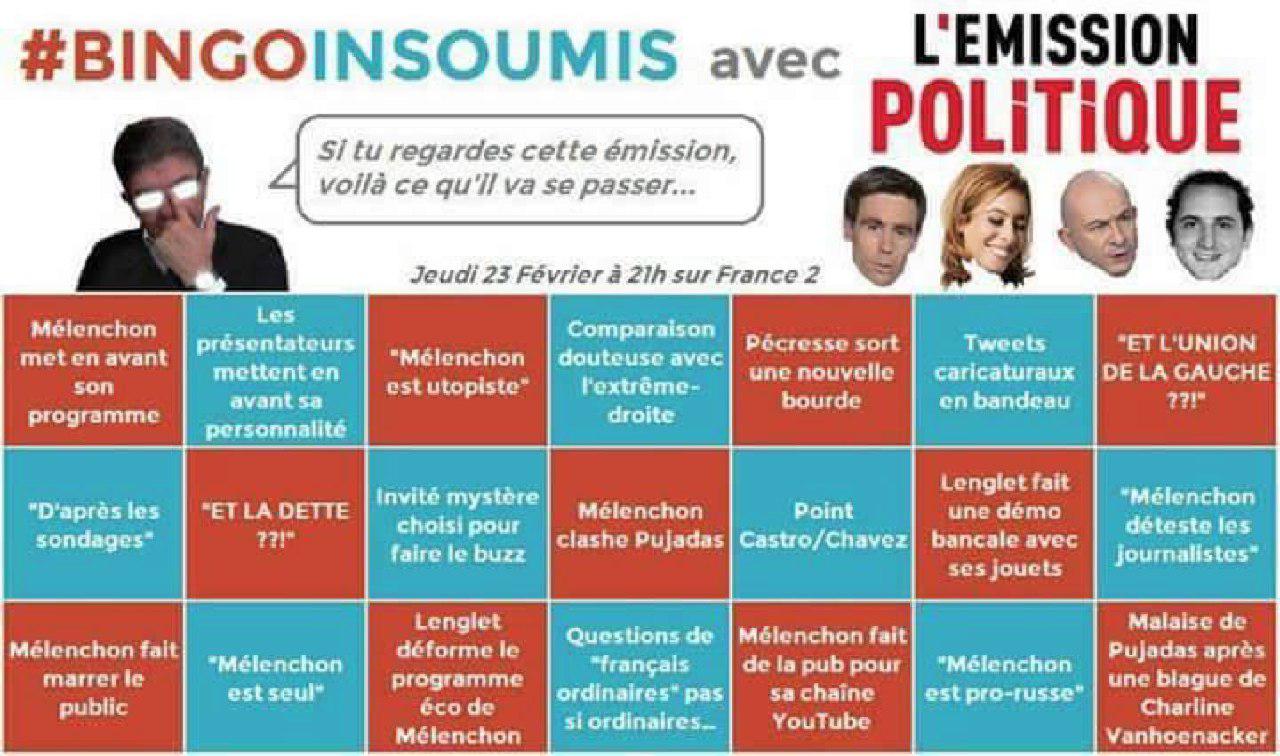 #BINGOINSOUMIS avec
L'EMISSION
POLiTiQUE
Si tu regardes cette émission,
voilà ce qu'il va se passer...
Jeudi 23 Février à 21h sur France 2
Mélenchon
met en avant
son
programme
Les
présentateurs
mettent en
avant sa
personnalité
"Mélenchon
est utopiste"
Comparaison
douteuse avec
l'extrême-
droite
Pécresse sort
une nouvelle
bourde
Tweets
caricaturaux
en bandeau
"ET L'UNION
DE LA GAUCHE
??!"
"D'après les
sondages"
"ET LA DETTE
??!"
Invité mystère
choisi pour
faire le buzz
Mélenchon
clashe Pujadas
Point
Castro/Chavez
Lenglet fait
une démo
bancale avec
ses jouets
"Mélenchon
déteste les
journalistes"
Mélenchon fait
marrer le
public
"Mélenchon
est seul"
Lenglet
déforme le
programme
éco de
Mélenchon
Questions de
"français
ordinaires" pas
si ordinaires...
Mélenchon fait
de la pub pour
sa chaîne
YouTube
"Mélenchon
est pro-russe"
Malaise de
Pujadas après
une blague de
Charline
Vanhoenacker